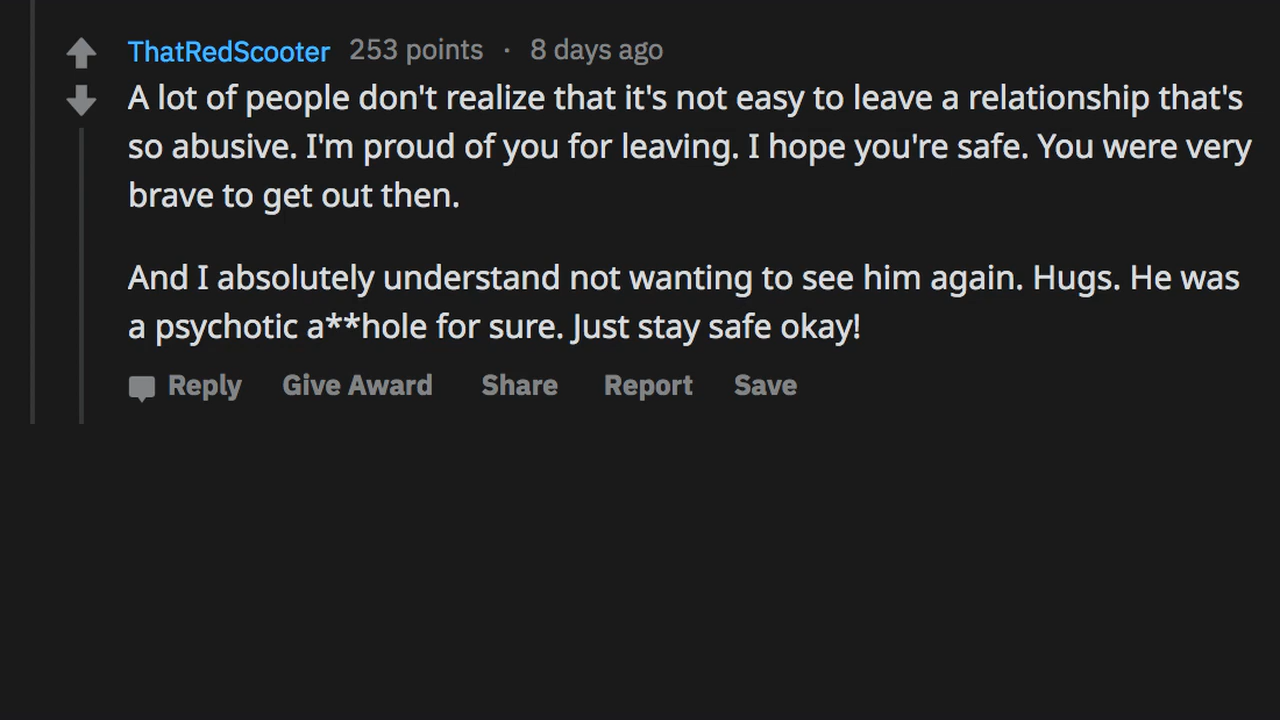 ThatRedScooter 253 points · 8 days ago
A lot of people don't realize that it's not easy to leave a relationship that's
so abusive. I'm proud of you for leaving. I hope you're safe. You were very
brave to get out then.
And I absolutely understand not wanting to see him again. Hugs. He was
a psychotic a**hole for sure. Just stay safe okay!
Reply Give Award Share Report Save